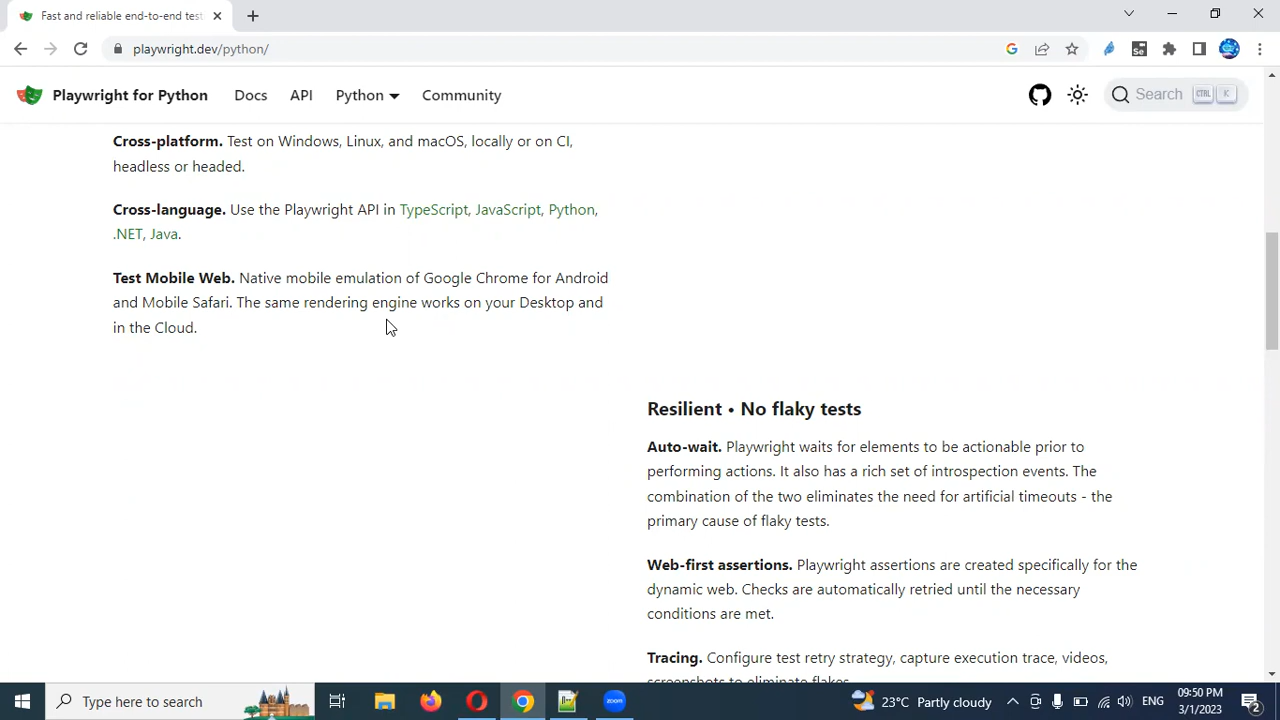 Fast and reliable end-to-end test
playwright.dev/python/
Playwright for Python Docs API Python Community Search CTRL K
Cross-platform. Test on Windows, Linux, and macOS, locally or on CI,
headless or headed.
Cross-language. Use the Playwright API in TypeScript, JavaScript, Python,
.NET, Java.
Test Mobile Web. Native mobile emulation of Google Chrome for Android
and Mobile Safari. The same rendering engine works on your Desktop and
in the Cloud.
Resilient • No flaky tests
Auto-wait. Playwright waits for elements to be actionable prior to
performing actions. It also has a rich set of introspection events. The
combination of the two eliminates the need for artificial timeouts - the
primary cause of flaky tests.
Web-first assertions. Playwright assertions are created specifically for the
dynamic web. Checks are automatically retried until the necessary
conditions are met.
Tracing. Configure test retry strategy, capture execution trace, videos,
screenshots to eliminate flakes.
Type here to search
zoom
23°C Partly cloudy
ENG
09:50 PM
3/1/2023
2